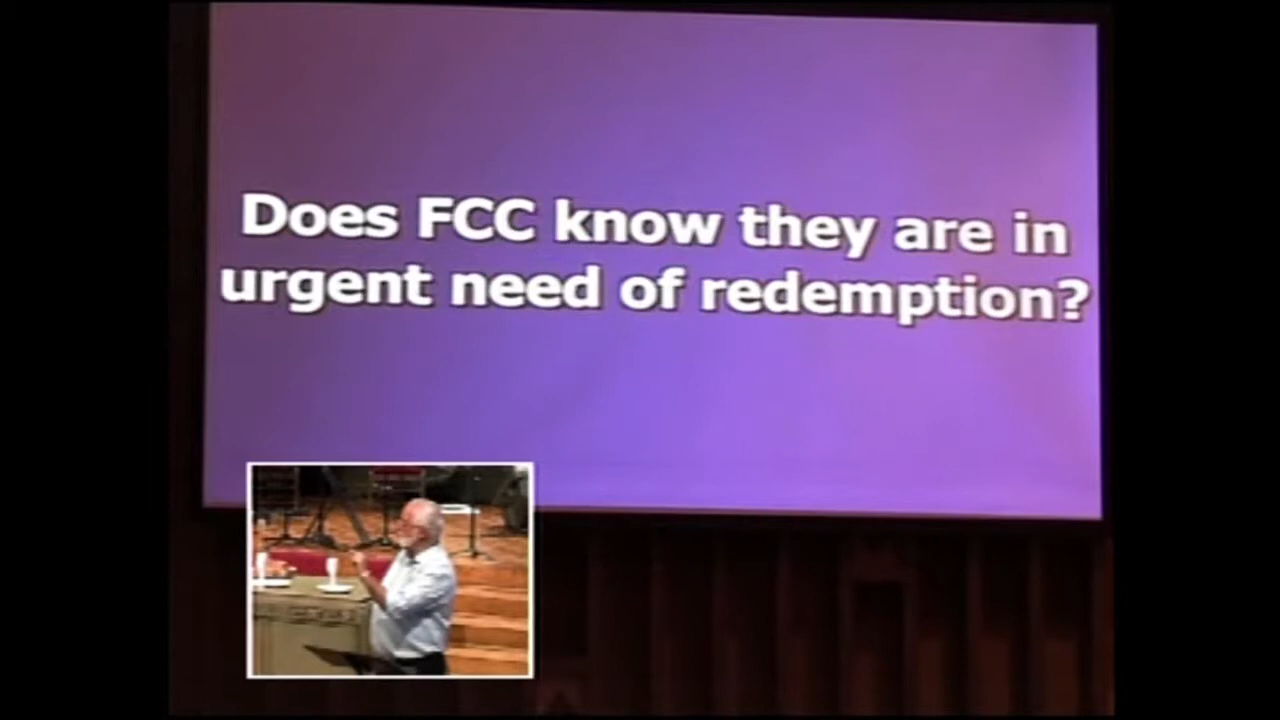 Does FCC know they are in
urgent need of redemption?